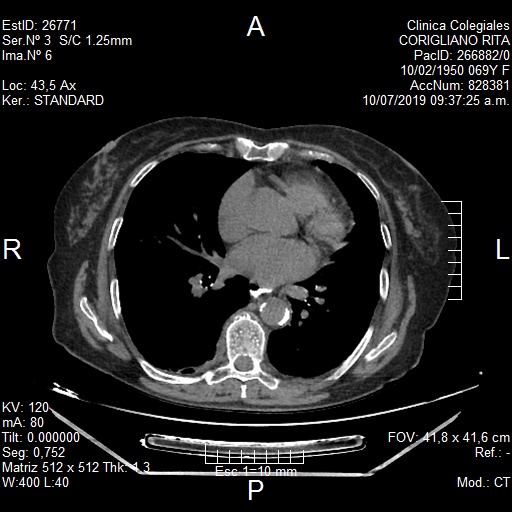 EstID: 26771
Ser.Nº 3 S/C 1.25mm
Ima.Nº 6
Loc: 43,5 Ax
Ker.: STANDARD
A
Clinica Colegiales
CORIGLIANO RITA
PacID: 266882/0
10/02/1950 069Y F
AccNum: 828381
10/07/2019 09:37:25 a.m.
R
L
KV: 120
mA: 80
Tilt: 0.000000
Seg: 0,752
Matriz 512 x 512 Thk: 1.3
W:400 L:40
Esc 1=10 mm
P
FOV: 41,8 x 41,6 cm
Ref.: -
Mod.: CT